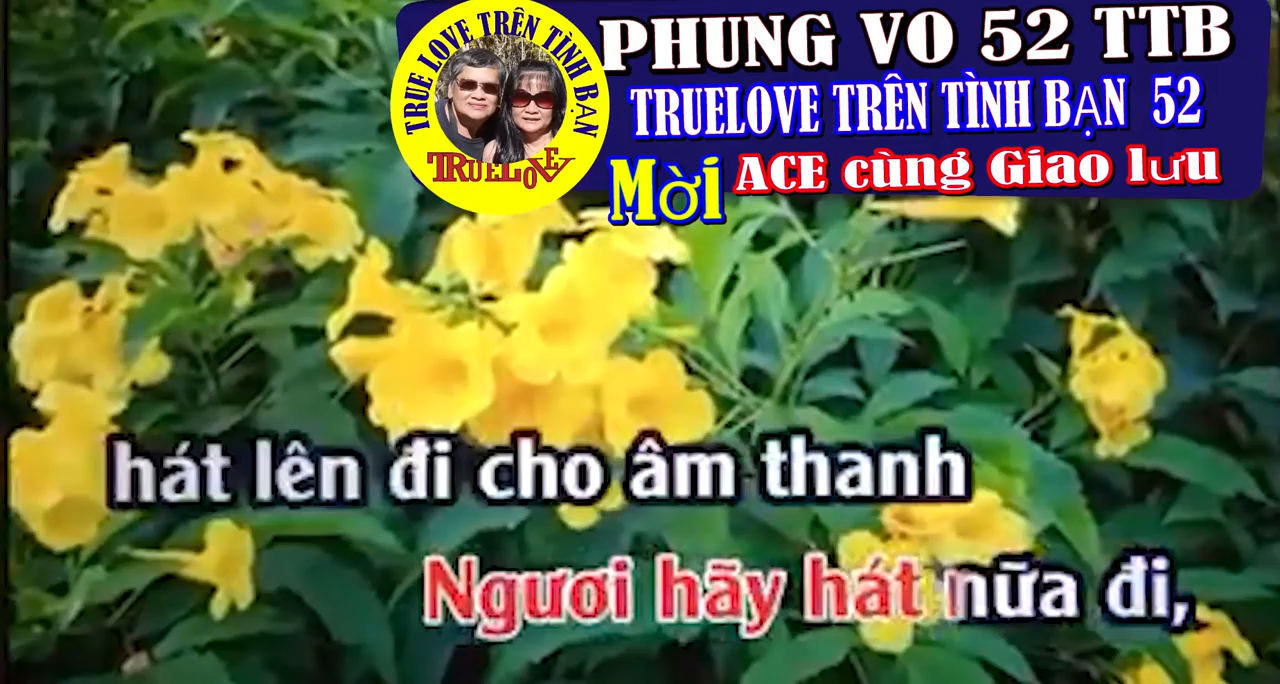 TRUE LOVE TRÊN TÌNH BẠN
TRUELOVE
PHUNG VO 52 TTB
TRUELOVE TRÊN TÌNH BẠN 52
Mời ACE cùng Giao lưu
hát lên đi cho âm thanh
Ngươi hãy hát nữa đi,